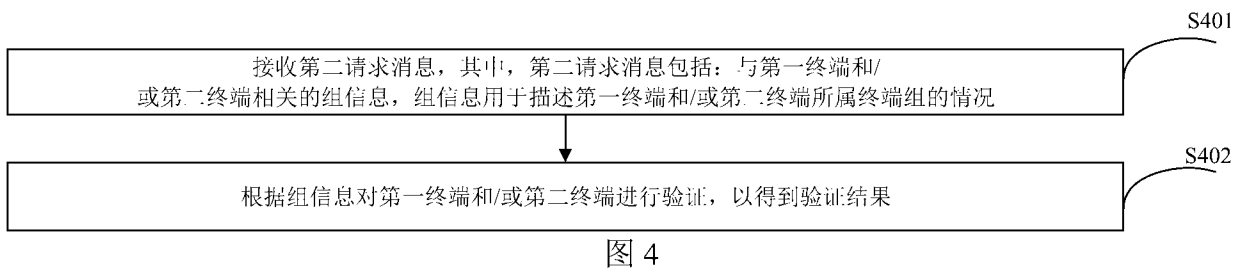 S401
接收第二请求消息，其中，第二请求消息包括：与第一终端和/
或第二终端相关的组信息，组信息用于描述第一终端和/或第二终端所属终端组的情况
S402
根据组信息对第一终端和/或第二终端进行验证，以得到验证结果
图 4